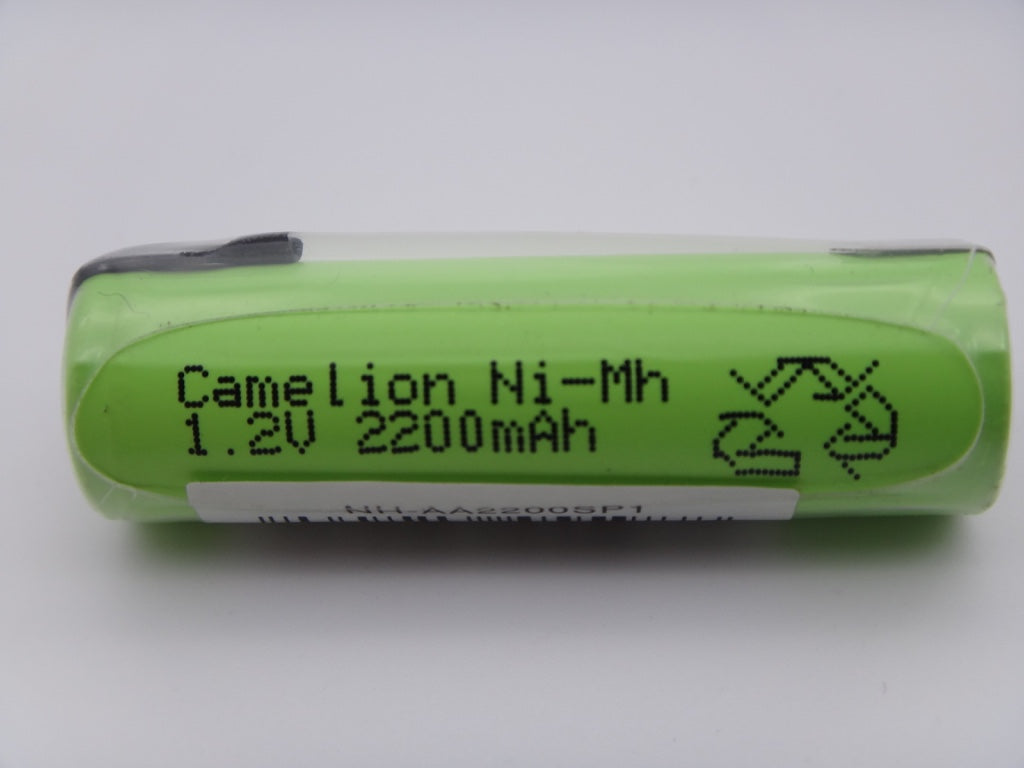 Camelion Ni-Mh
1.2V 2200mAh
NH-AA2200SP1